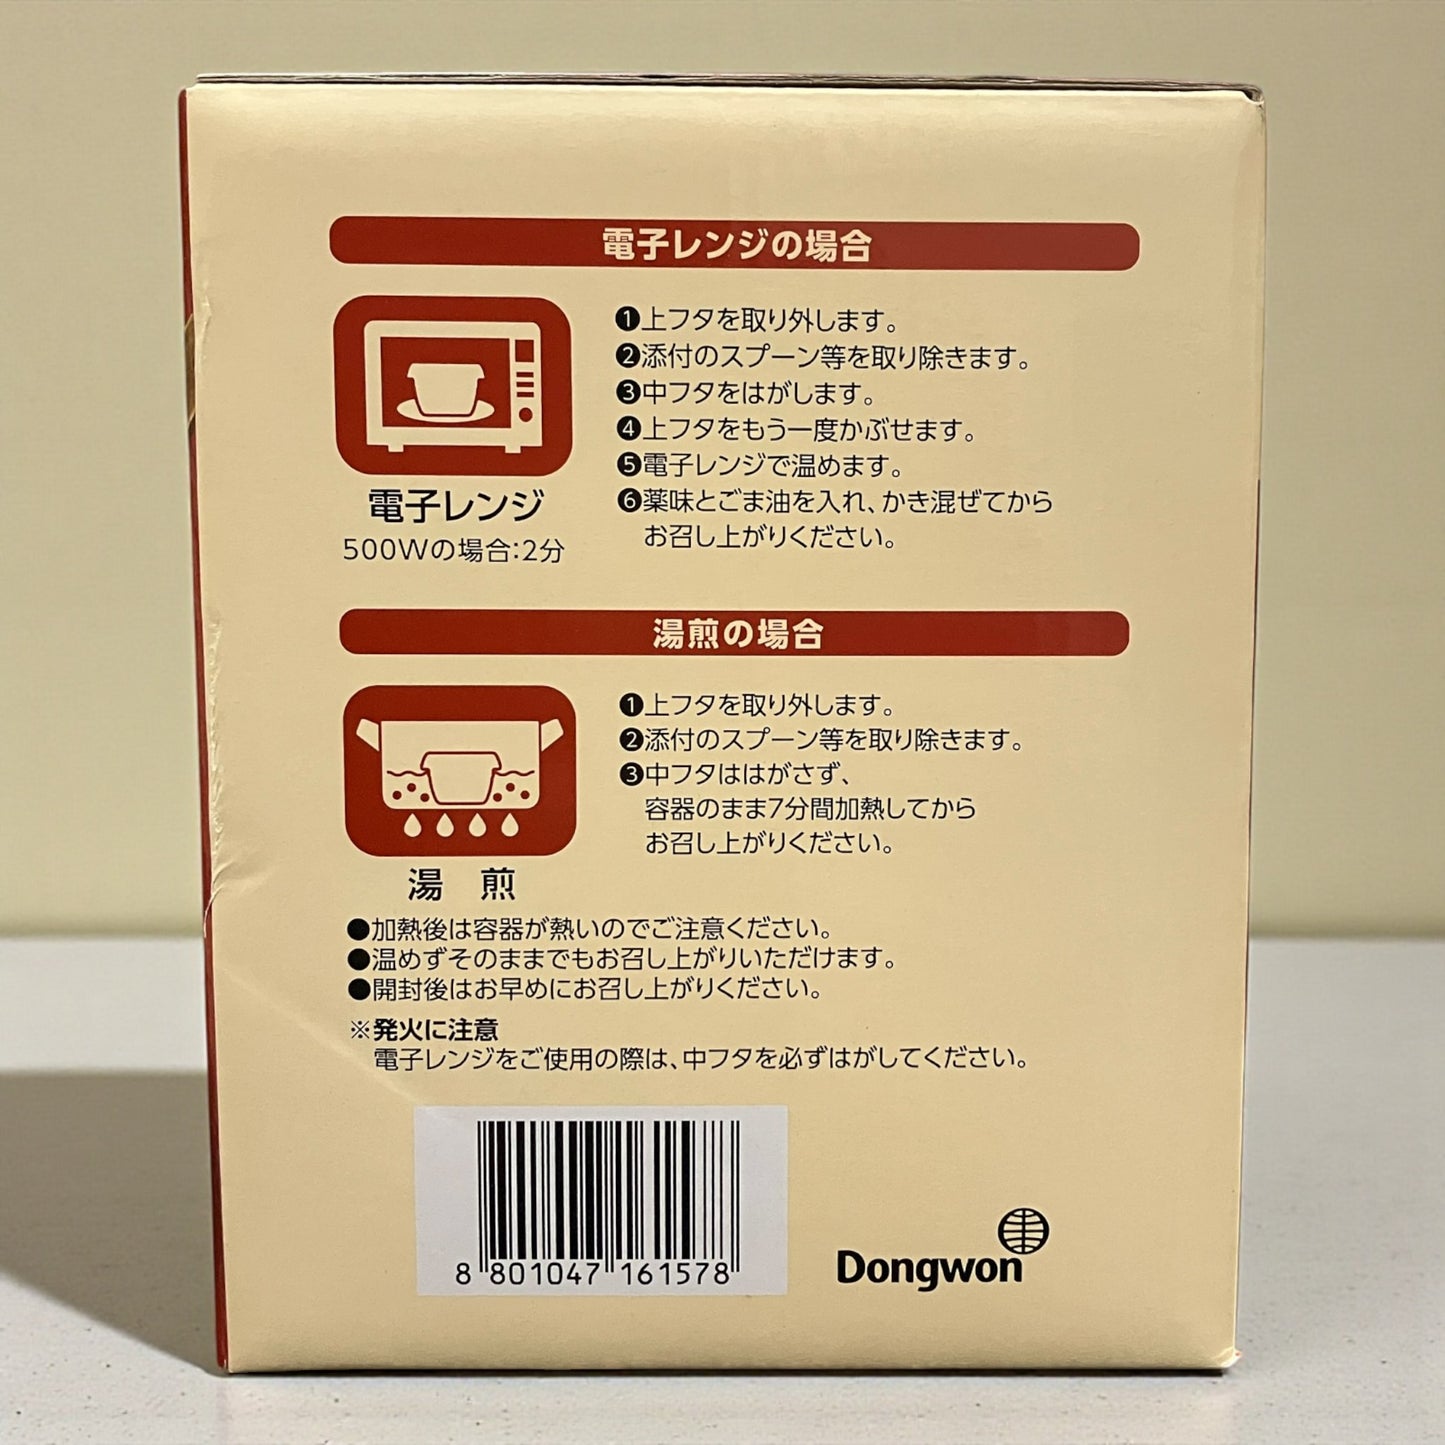 電子レンジの場合
❶上フタを取り外します。
❷添付のスプーン等を取り除きます。
❸中フタをはがします。
❹上フタをもう一度かぶせます。
❺電子レンジで温めます。
❻薬味とごま油を入れ、かき混ぜてから
お召し上がりください。
電子レンジ
500Wの場合:2分
湯煎の場合
❶上フタを取り外します。
❷添付のスプーン等を取り除きます。
❸中フタははがさず、
容器のまま7分間加熱してから
お召し上がりください。
湯 煎
●加熱後は容器が熱いのでご注意ください。
●温めずそのままでもお召し上がりいただけます。
●開封後はお早めにお召し上がりください。
※発火に注意
電子レンジをご使用の際は、中フタを必ずはがしてください。
8 801047 161578
Dongwon